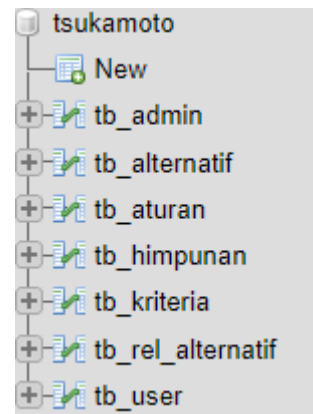 tsukamoto
New
tb_admin
tb_alternatif
tb_aturan
tb_himpunan
tb_kriteria
tb_rel_alternatif
tb_user